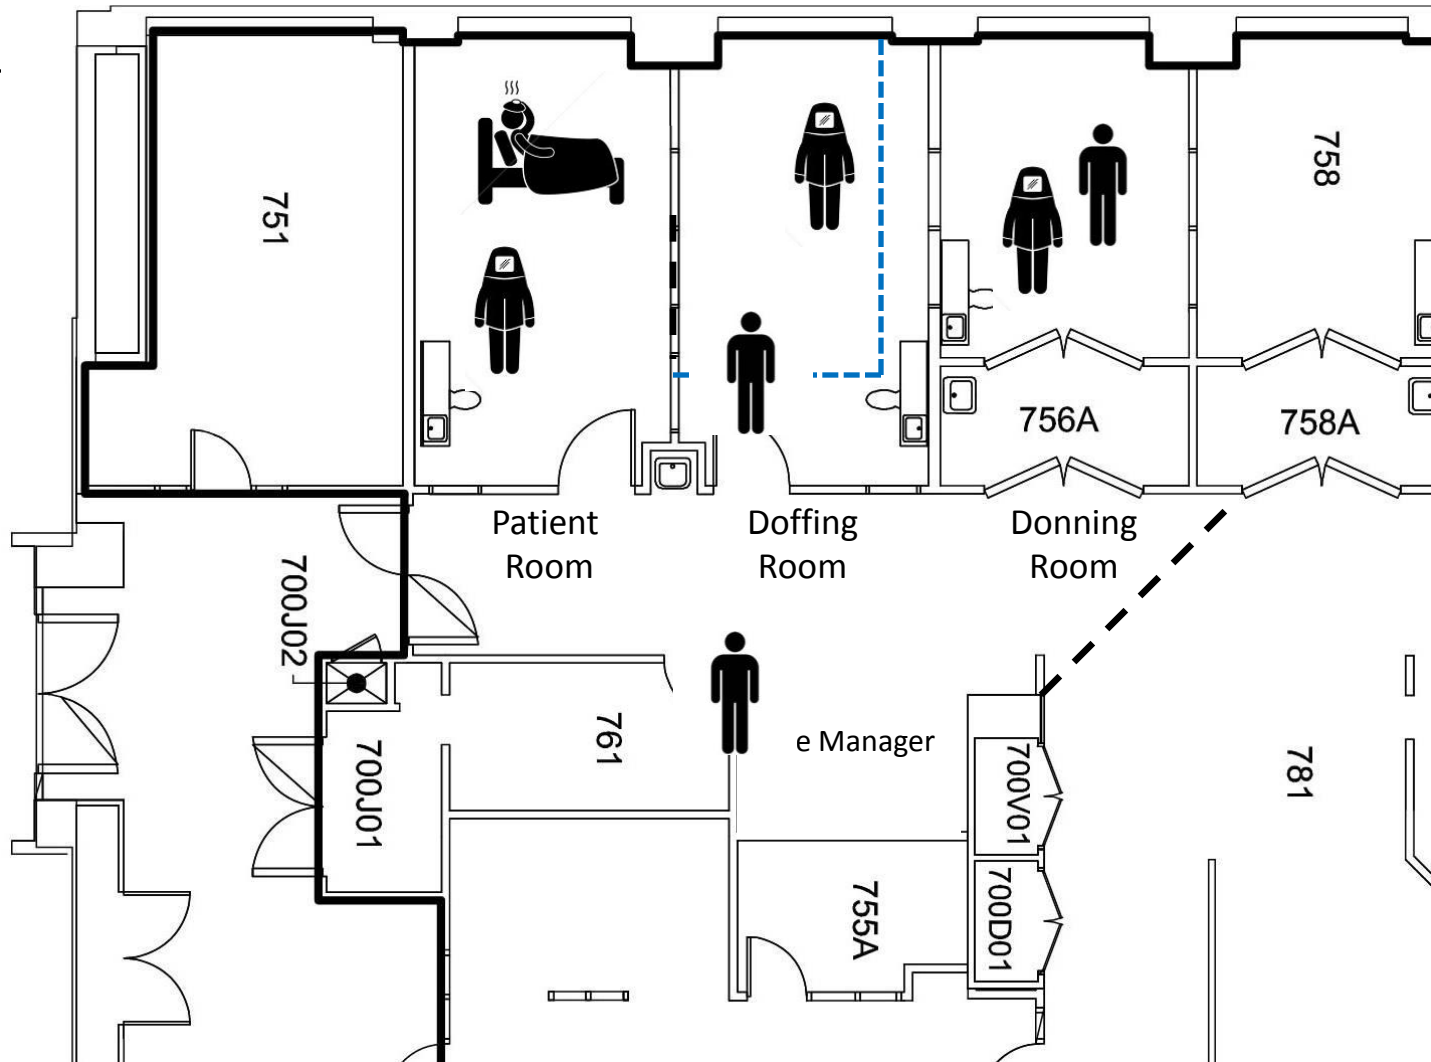 751
758
756A
758A
Patient
Room
Doffing
Room
Donning
Room
700J02
761
e Manager
700J01
700V01
781
755A
700D01